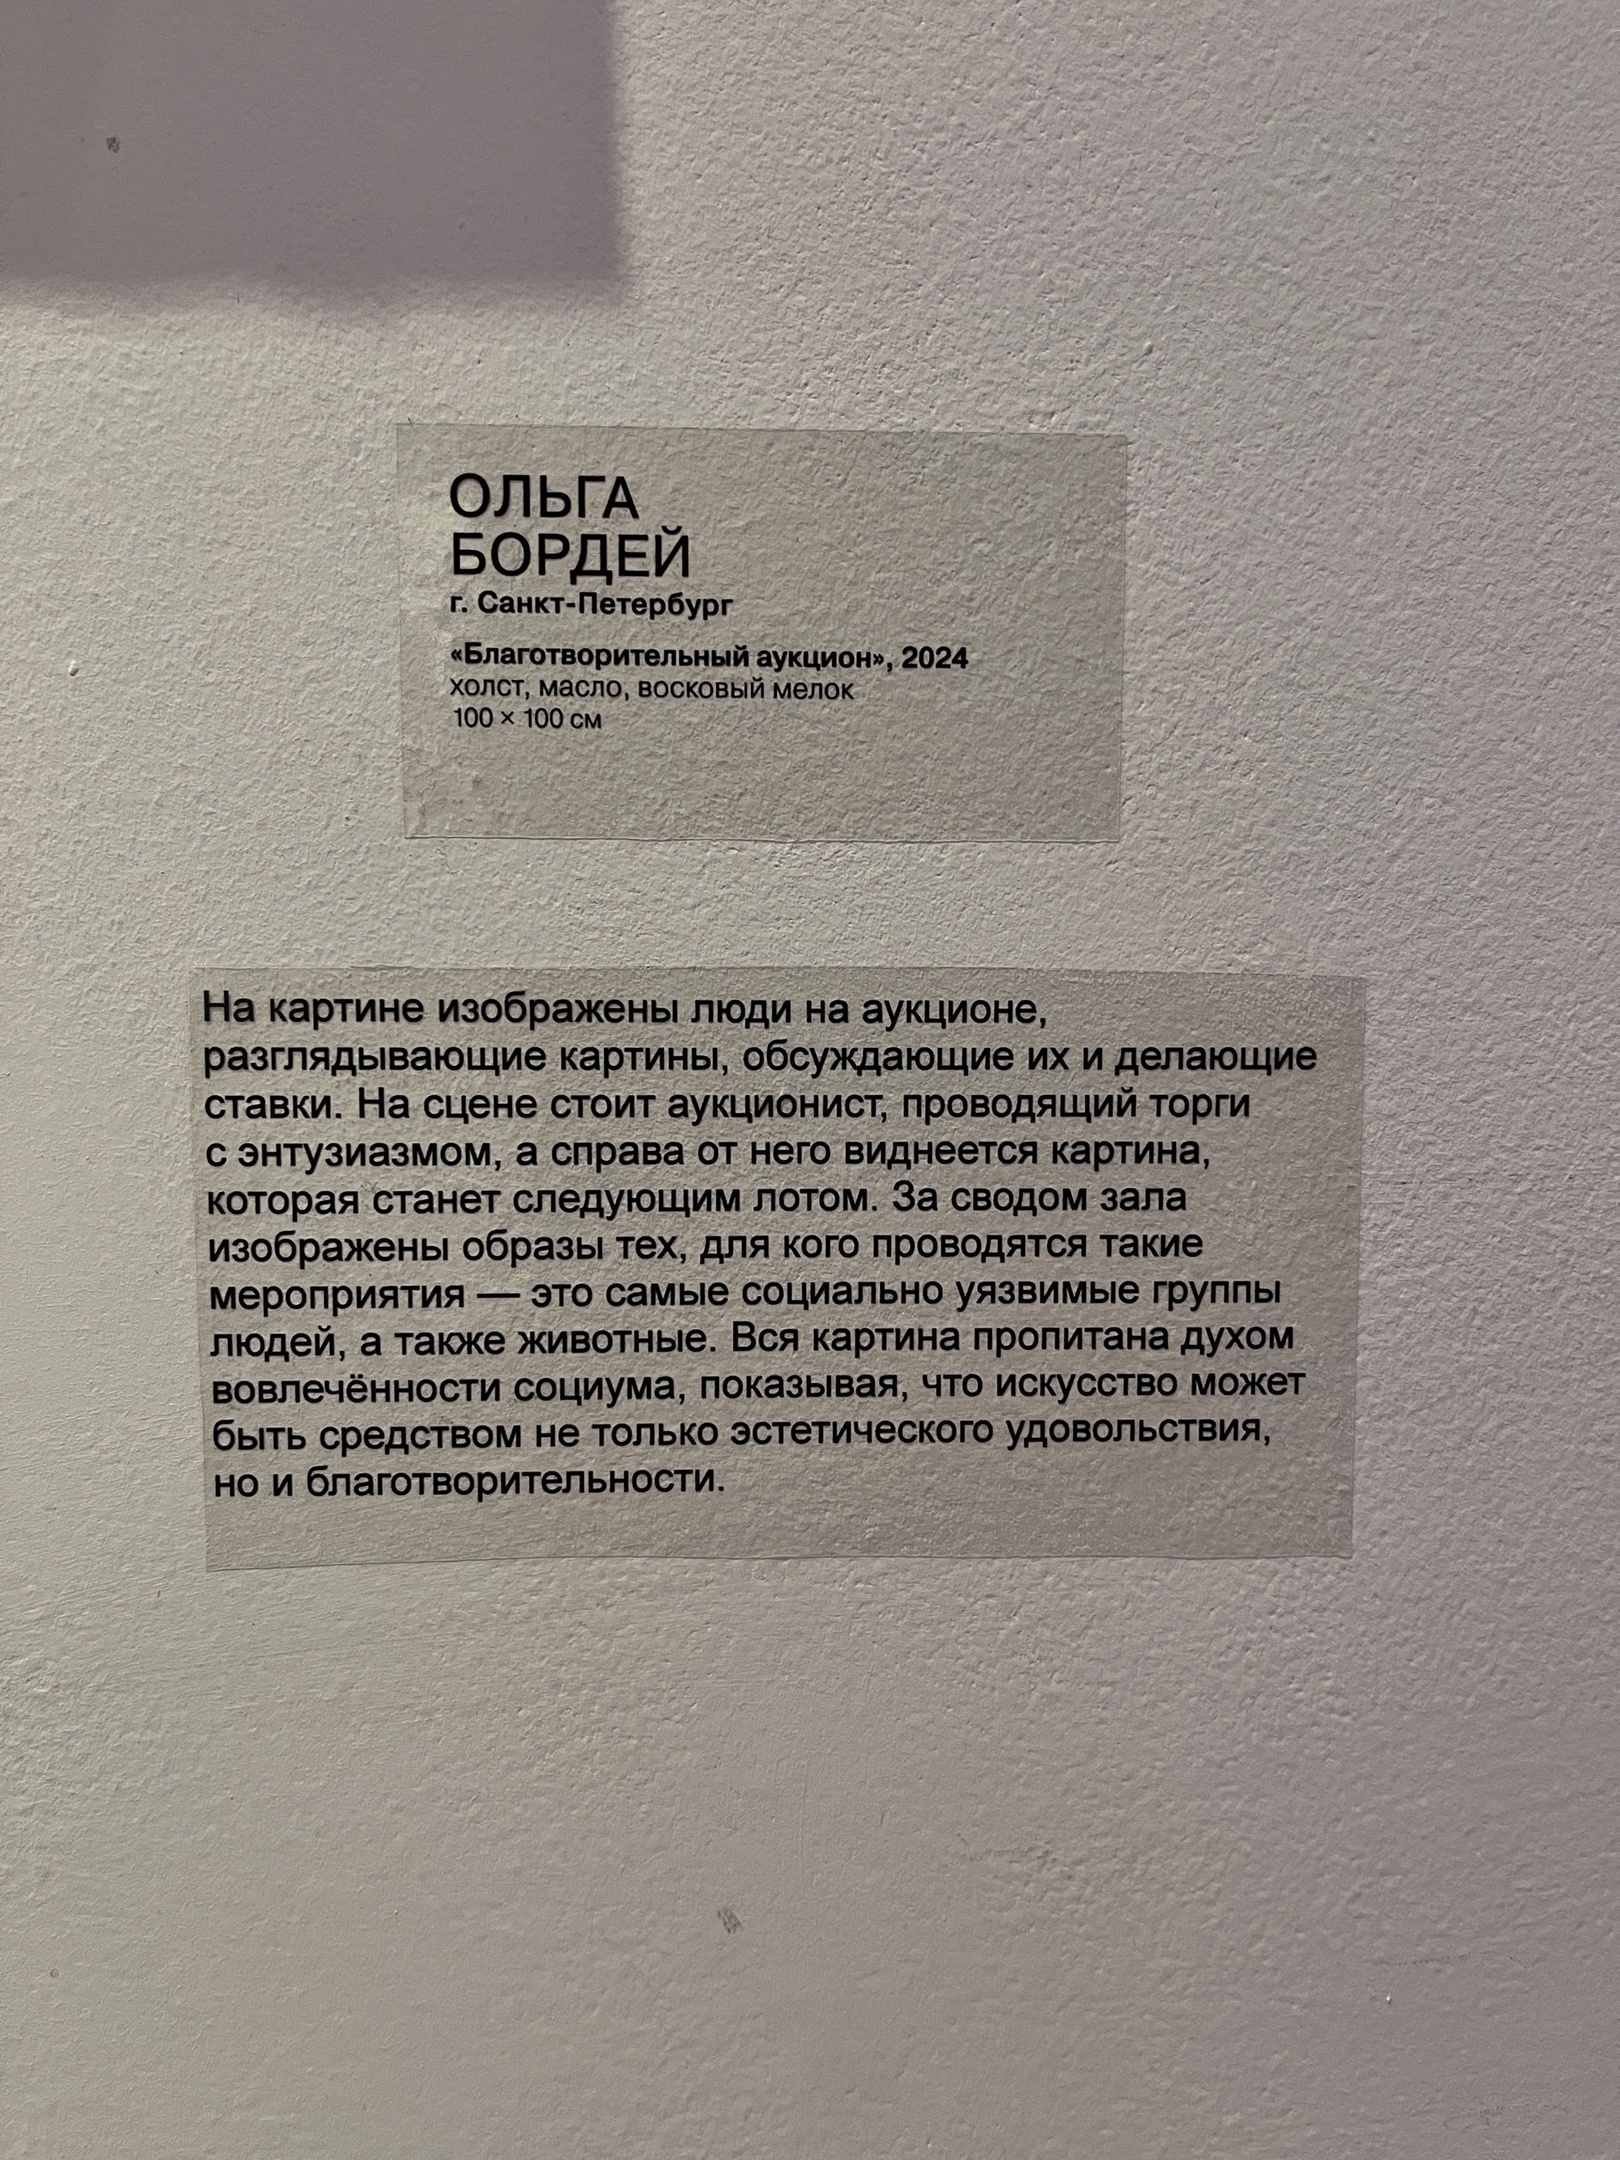 ОЛЬГА
БОРДЕЙ
г. Санкт-Петербург
«Благотворительный аукцион», 2024
холст, масло, восковый мелок
100 × 100 см
На картине изображены люди на аукционе,
разглядывающие картины, обсуждающие их и делающие
ставки. На сцене стоит аукционист, проводящий торги
с энтузиазмом, а справа от него виднеется картина,
которая станет следующим лотом. За сводом зала
изображены образы тех, для кого проводятся такие
мероприятия — это самые социально уязвимые группы
людей, а также животные. Вся картина пропитана духом
вовлечённости социума, показывая, что искусство может
быть средством не только эстетического удовольствия,
но и благотворительности.